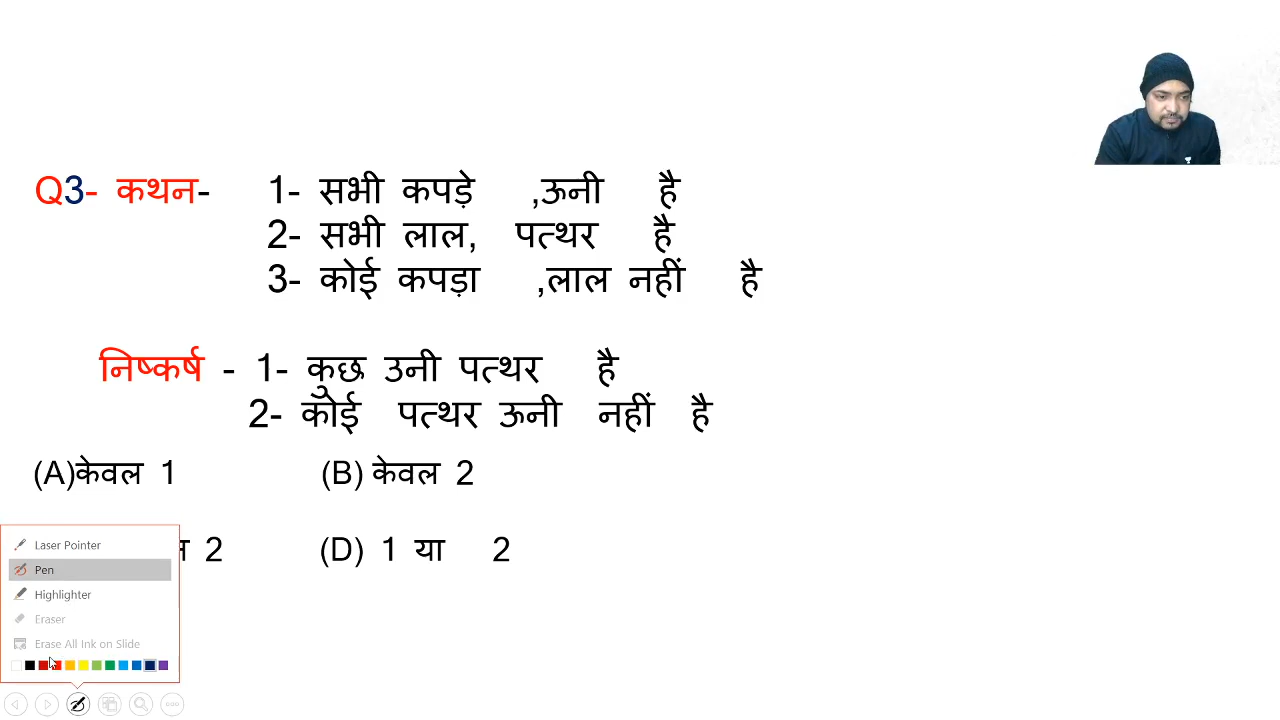 Q3- कथन- 1- सभी कपड़े ,ऊनी है
2- सभी लाल, पत्थर है
3- कोई कपड़ा ,लाल नहीं है
निष्कर्ष - 1- कुछ उनी पत्थर है
2- कोई पत्थर ऊनी नहीं है
(A)केवल 1 (B) केवल 2
2 (D) 1 या 2
Laser Pointer
Pen
Highlighter
Eraser
Erase All Ink on Slide